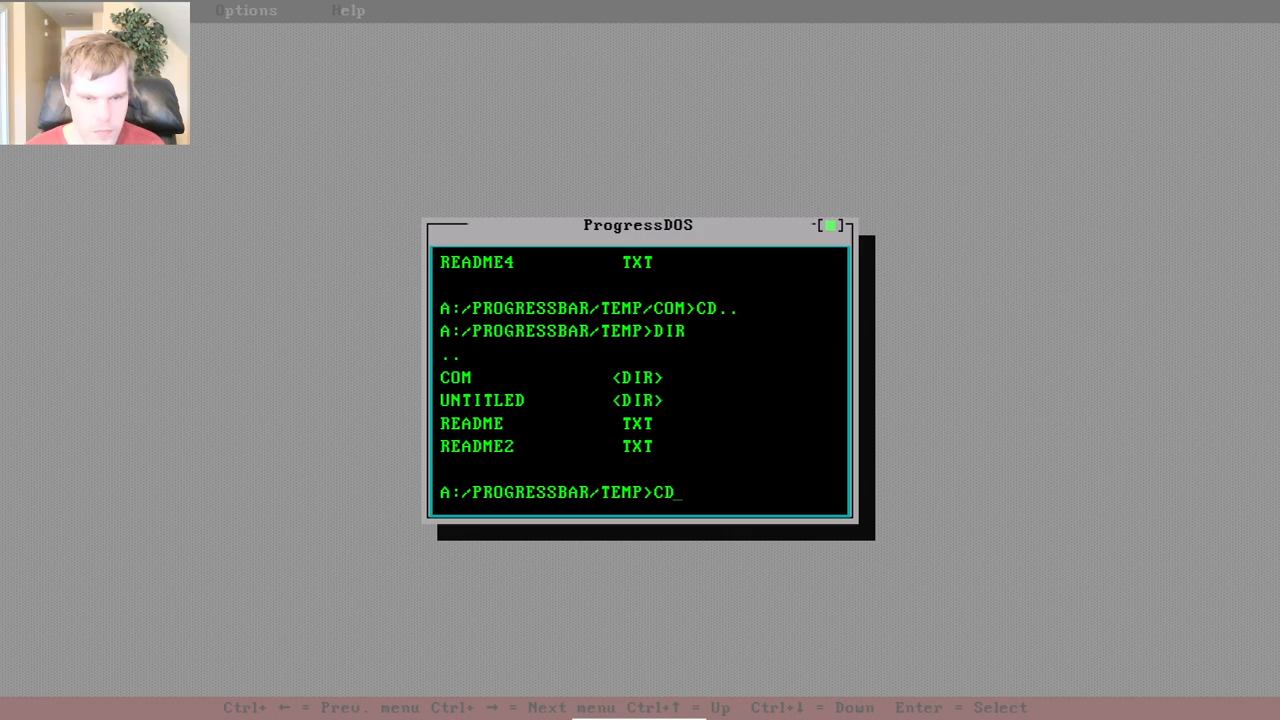 Options Help
ProgressDOS
README4 TXT
A:/PROGRESSBAR/TEMP/COM>CD..
A:/PROGRESSBAR/TEMP>DIR
..
COM <DIR>
UNTITLED <DIR>
README TXT
README2 TXT
A:/PROGRESSBAR/TEMP>CD_
Ctrl+ ← = Prev. menu Ctrl+ → = Next menu Ctrl+↑ = Up Ctrl+↓ = Down Enter = Select